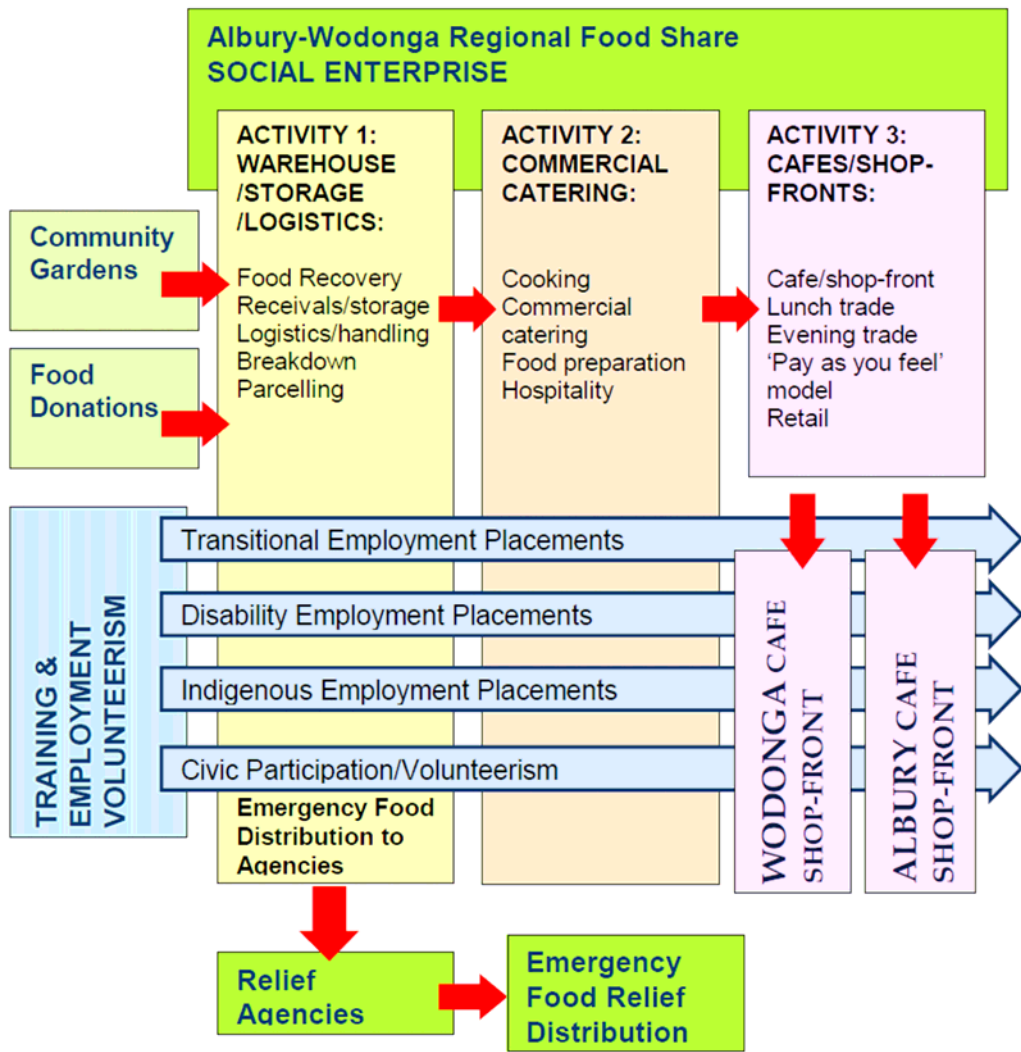 Albury-Wodonga Regional Food Share
SOCIAL ENTERPRISE
ACTIVITY 1:
WAREHOUSE
/STORAGE
/LOGISTICS:
Food Recovery
Receivals/storage
Logistics/handling
Breakdown
Parcelling
ACTIVITY 2:
COMMERCIAL
CATERING:
Cooking
Commercial
catering
Food preparation
Hospitality
ACTIVITY 3:
CAFES/SHOP-
FRONTS:
Cafe/shop-front
Lunch trade
Evening trade
‘Pay as you feel’
model
Retail
Community
Gardens
Food
Donations
TRAINING &
EMPLOYMENT
VOLUNTEERISM
Transitional Employment Placements
Disability Employment Placements
Indigenous Employment Placements
Civic Participation/Volunteerism
WODONGA CAFE
SHOP-FRONT
ALBURY CAFE
SHOP-FRONT
Emergency Food
Distribution to
Agencies
Relief
Agencies
Emergency
Food Relief
Distribution